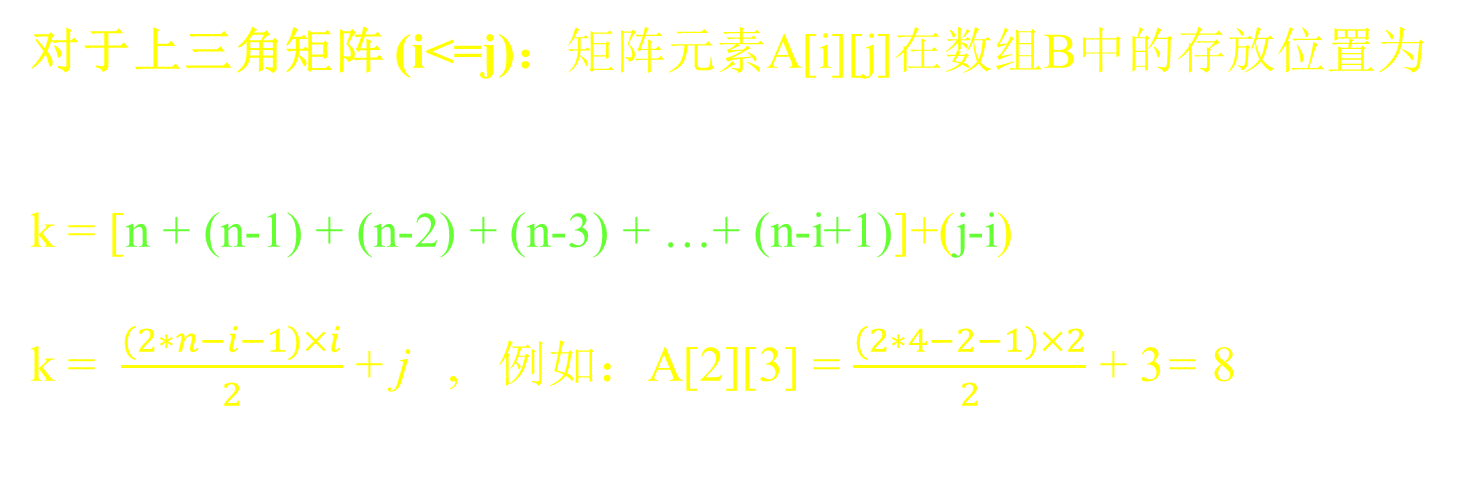 对于上三角矩阵 (i<=j)：矩阵元素A[i][j]在数组B中的存放位置为
k = [n + (n-1) + (n-2) + (n-3) + …+ (n-i+1)]+(j-i)
k = \frac{(2*n−i−1)×i}{2} + j ，例如：A[2][3] = \frac{(2*4−2−1)×2}{2} + 3= 8